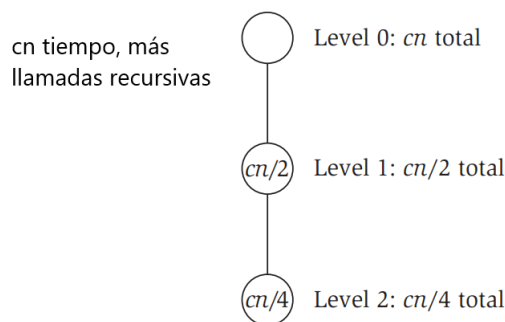 cn tiempo, más
llamadas recursivas
Level 0: cn total
cn/2
Level 1: cn/2 total
cn/4
Level 2: cn/4 total